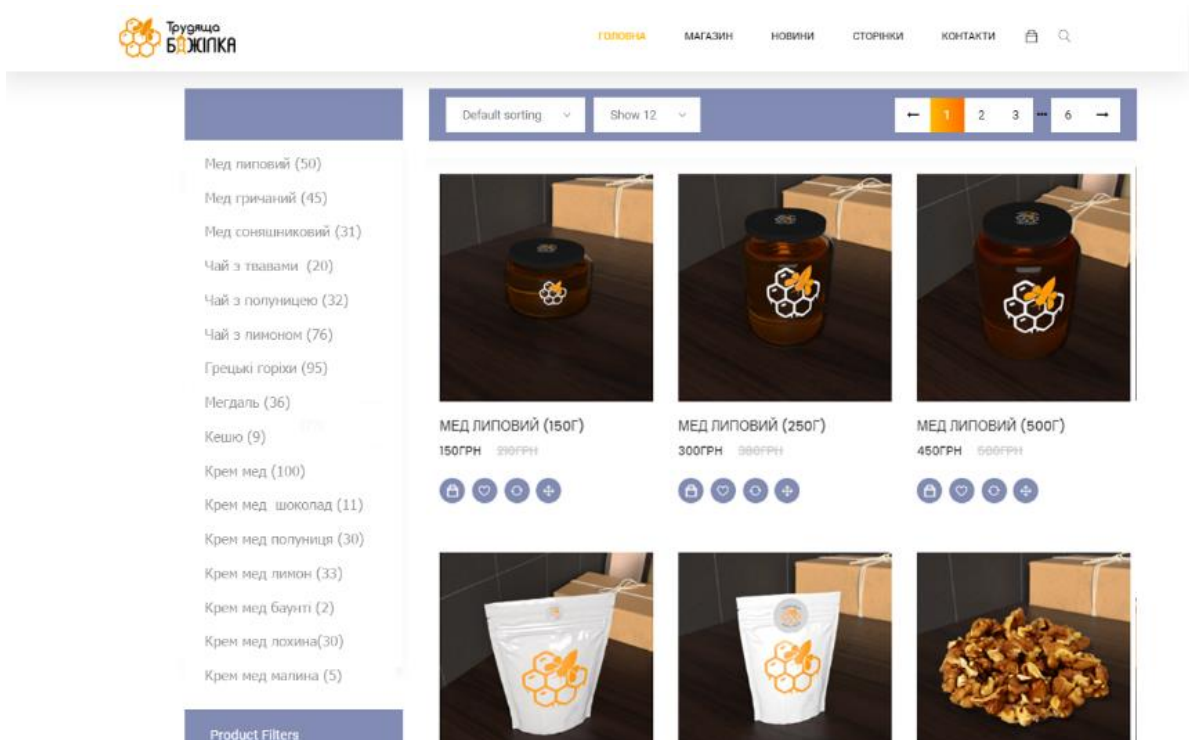 Трудяща
БДЖІЛКА
ГОЛОВНА МАГАЗИН НОВИНИ СТОРІНКИ КОНТАКТИ
Default sorting Show 12 ← 1 2 3 ••• 6 →
Мед липовий (50)
Мед гричаний (45)
Мед соняшниковий (31)
Чай з твавами (20)
Чай з полуницею (32)
Чай з лимоном (76)
Грецькі горіхи (95)
Мегдаль (36)
Кешю (9)
Крем мед (100)
Крем мед шоколад (11)
Крем мед полуниця (30)
Крем мед лимон (33)
Крем мед баунті (2)
Крем мед лохина(30)
Крем мед малина (5)
Product Filters
МЕД ЛИПОВИЙ (150Г)
150ГРН 210ГРН
МЕД ЛИПОВИЙ (250Г)
300ГРН 380ГРН
МЕД ЛИПОВИЙ (500Г)
450ГРН 500ГРН